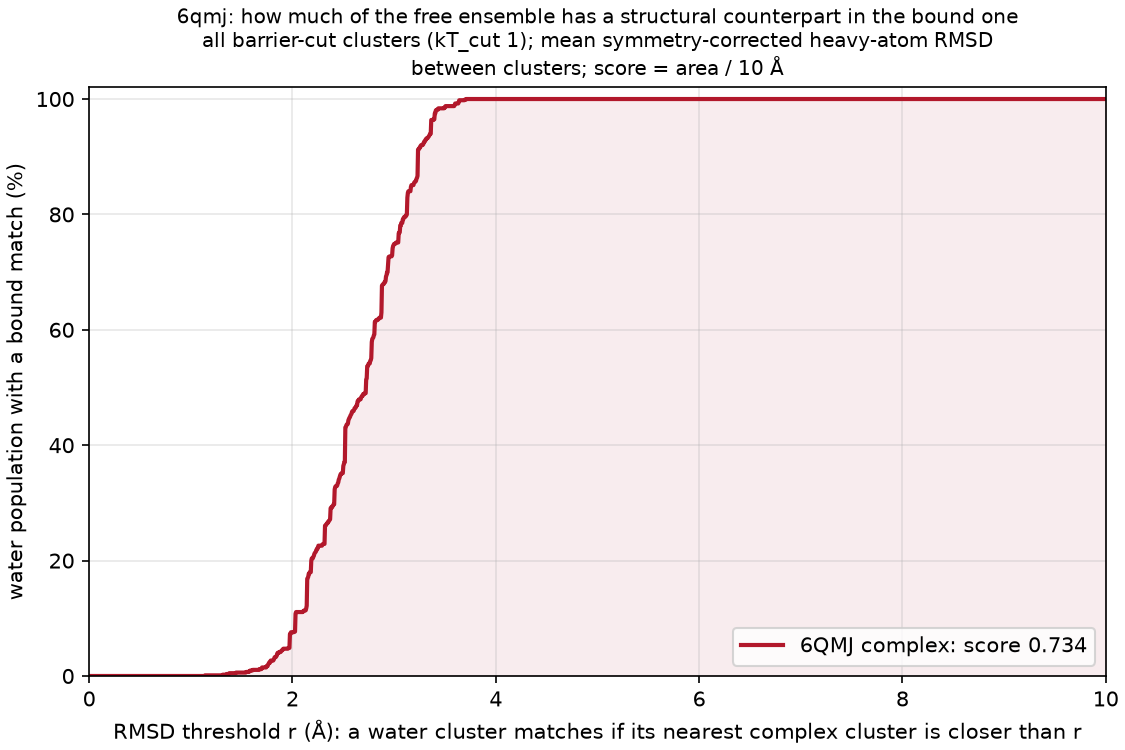 6qmj: how much of the free ensemble has a structural counterpart in the bound one
all barrier-cut clusters (kT_cut 1); mean symmetry-corrected heavy-atom RMSD
between clusters; score = area / 10 Å
water population with a bound match (%)
100
80
60
40
20
0
6QMJ complex: score 0.734
0 2 4 6 8 10
RMSD threshold r (Å): a water cluster matches if its nearest complex cluster is closer than r